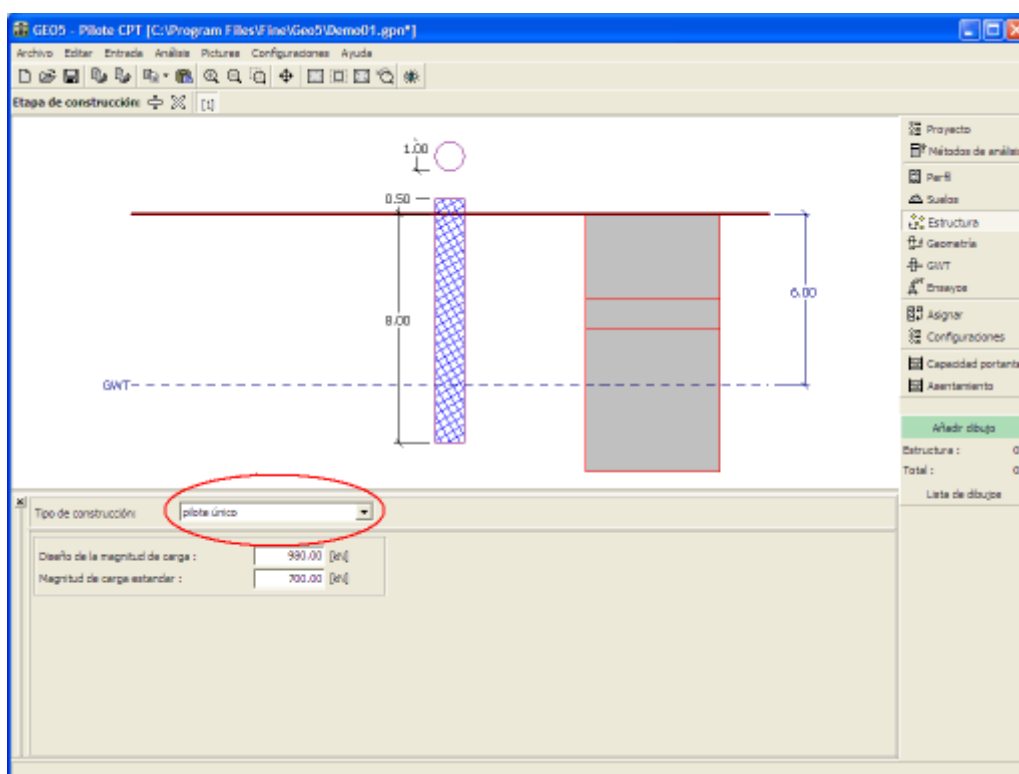 GEO5 - Pilote CPT [C:\Program Files\Fine\Geo5\Demo01.gpn*]
Archivo Editar Entrada Análisis Pictures Configuraciones Ayuda
Etapa de construcción: [1]
1.00
0.50
8.00
6.00
GWT
Proyecto
Métodos de análisis
Perfil
Suelos
Estructura
Geometría
GWT
Ensayos
Asignar
Configuraciones
Capacidad portante
Asentamiento
Añadir dibujo
Estructura : 0
Total : 0
Lista de dibujos
Tipo de construcción: pilote único
Diseño de la magnitud de carga : 980.00 [kN]
Magnitud de carga estandar : 700.00 [kN]